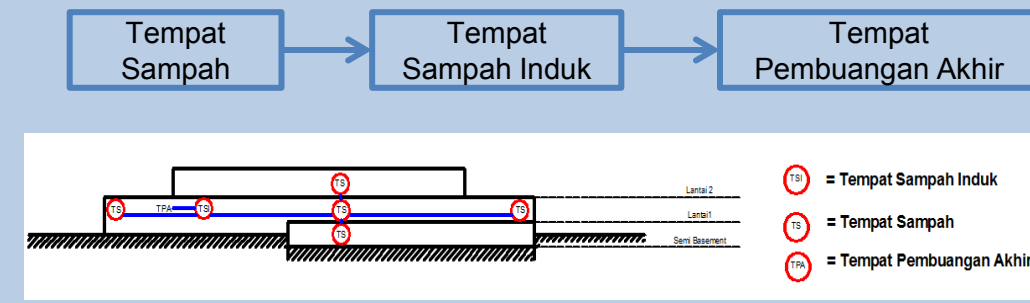 Tempat
Sampah
Tempat
Sampah Induk
Tempat
Pembuangan Akhir
TS
Lantai 2
TS
TPA
TSI
TS
TS
Lantai1
TS
Semi Basement
TSI = Tempat Sampah Induk
TS = Tempat Sampah
TPA = Tempat Pembuangan Akhir